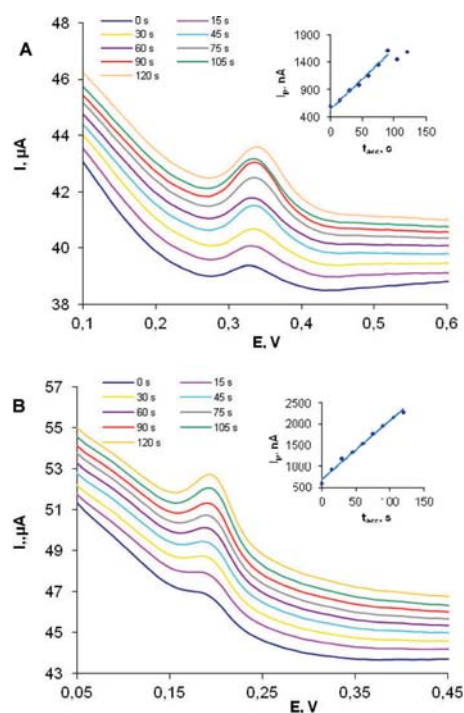 A
0 s 15 s
30 s 45 s
60 s 75 s
90 s 105 s
120 s
I, µA
48
46
44
42
40
38
0,1 0,2 0,3 0,4 0,5 0,6
E, V
Iₚ, nA
1900
1400
900
400
0 50 100 150
tacc, c
B
0 s 15 s
30 s 45 s
60 s 75 s
90 s 105 s
120 s
I,,µA
57
55
53
51
49
47
45
43
0,05 0,15 0,25 0,35 0,45
E, V
Iₚ, nA
2500
2000
1500
1000
500
0 50 100 150
tacc, s